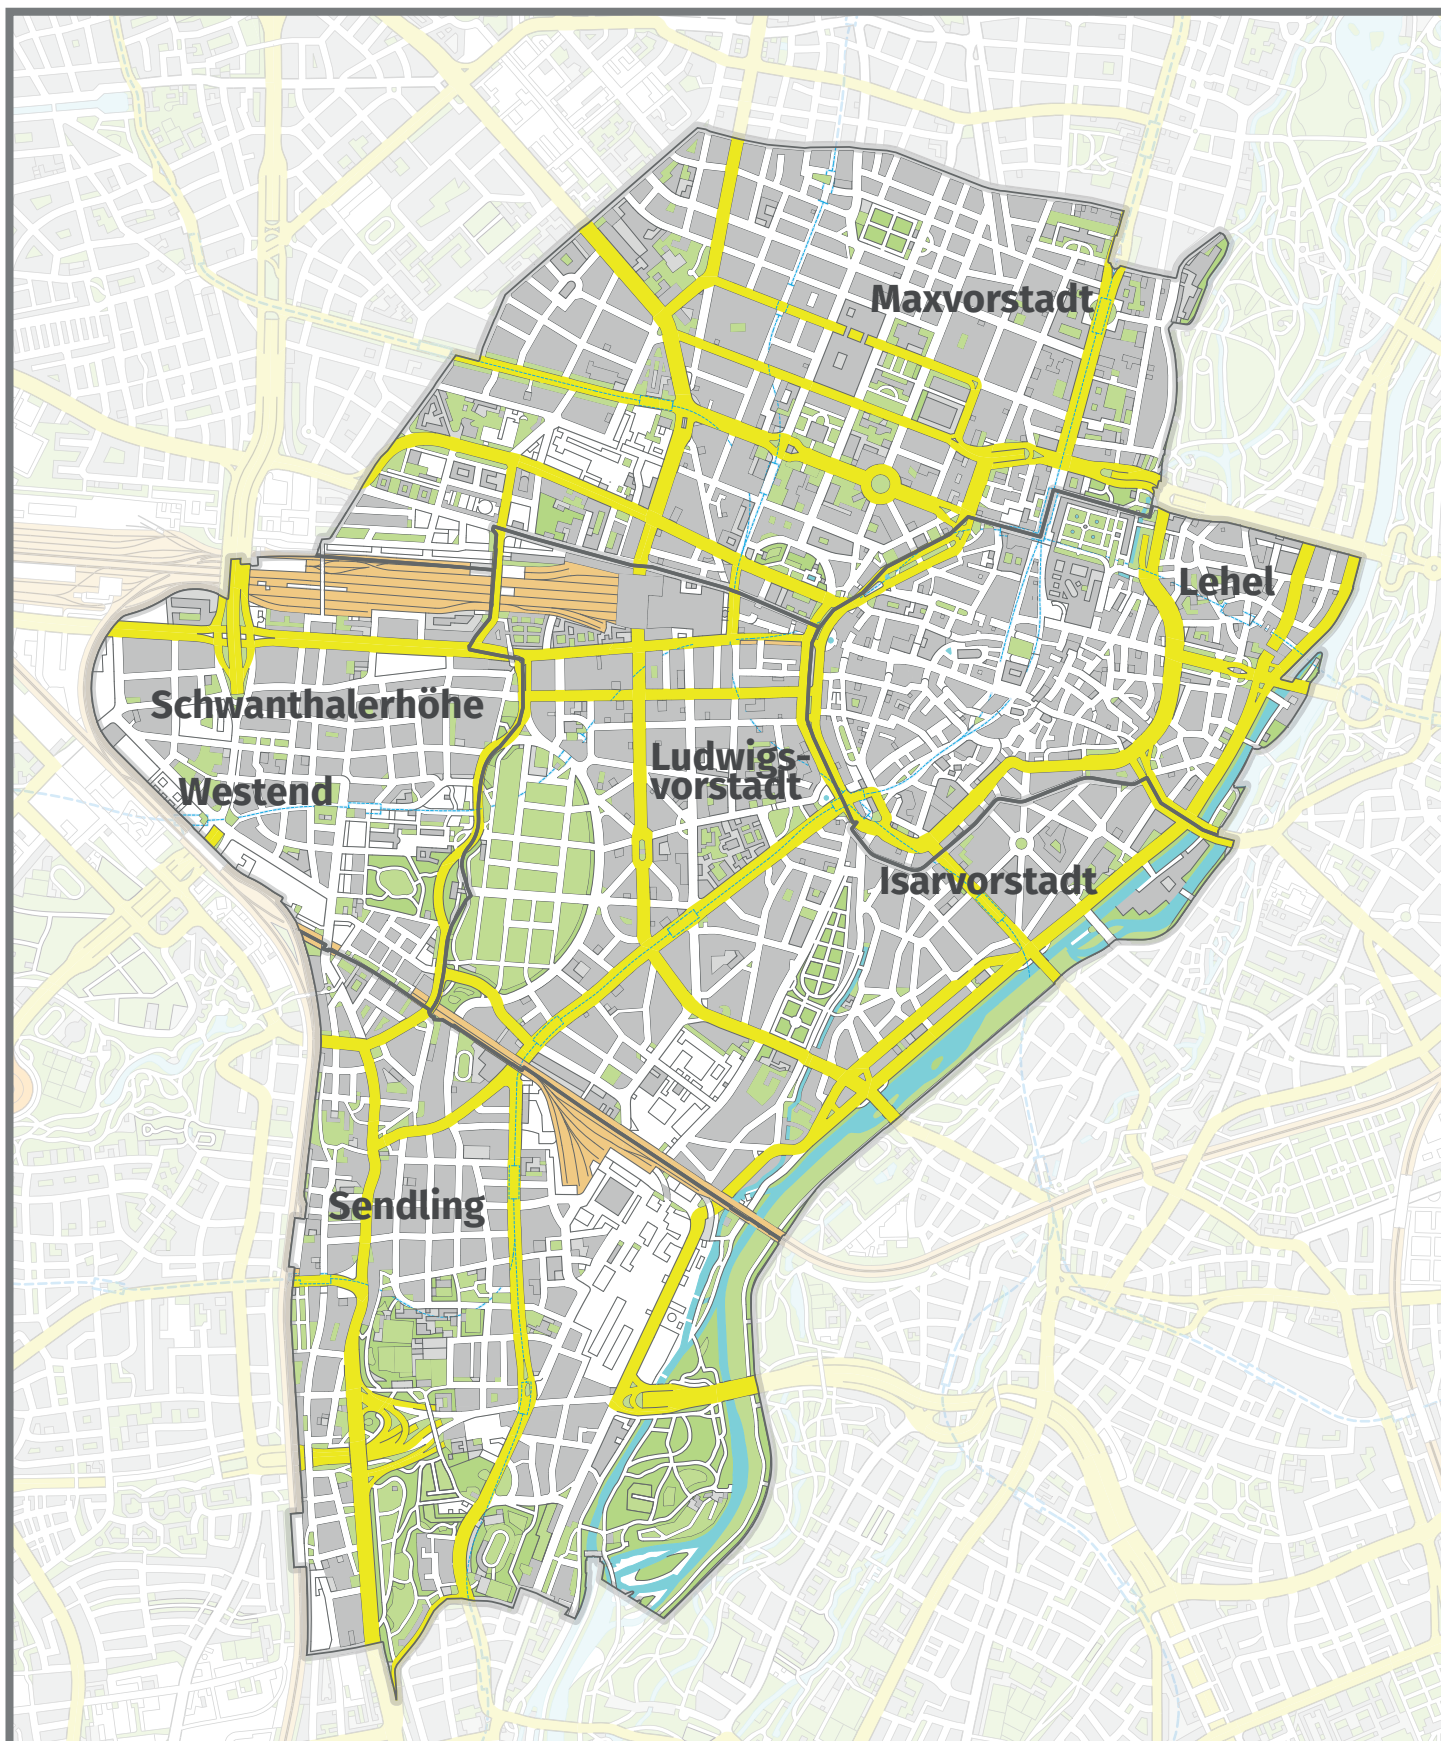 Maxvorstadt
Lehel
Schwanthalerhöhe
Ludwigs-
vorstadt
Westend
Isarvorstadt
Sendling